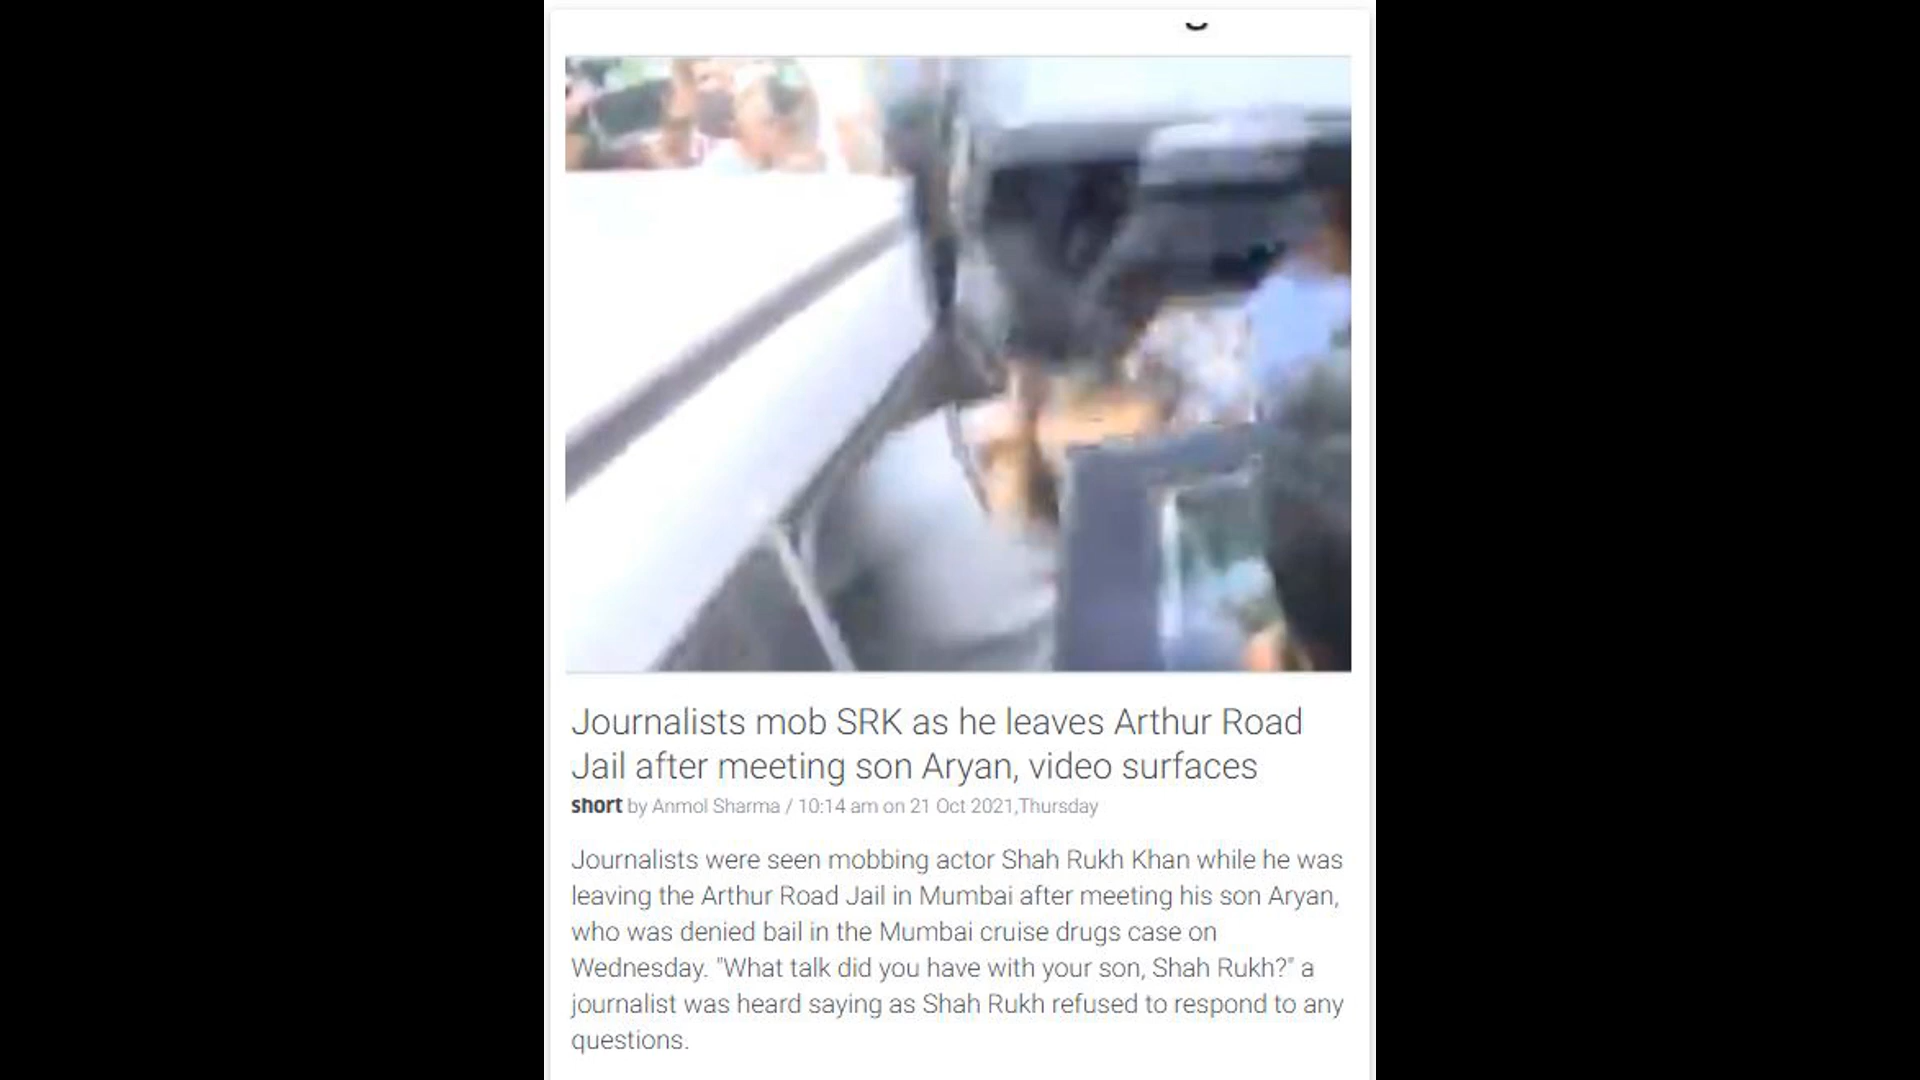 Journalists mob SRK as he leaves Arthur Road
Jail after meeting son Aryan, video surfaces
short by Anmol Sharma / 10:14 am on 21 Oct 2021,Thursday
Journalists were seen mobbing actor Shah Rukh Khan while he was
leaving the Arthur Road Jail in Mumbai after meeting his son Aryan,
who was denied bail in the Mumbai cruise drugs case on
Wednesday. "What talk did you have with your son, Shah Rukh?" a
journalist was heard saying as Shah Rukh refused to respond to any
questions.